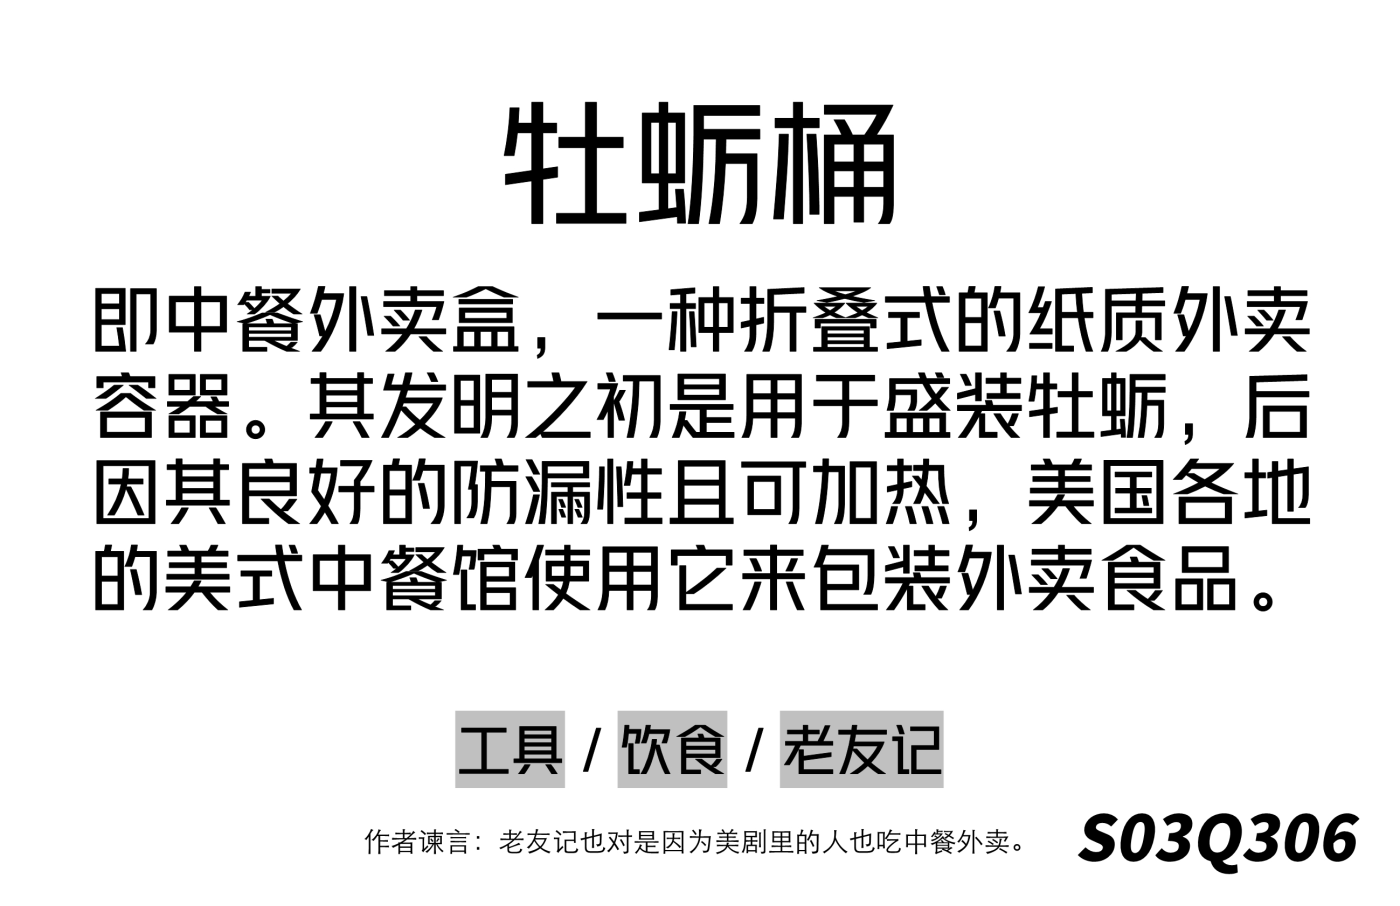 牡蛎桶
即中餐外卖盒，一种折叠式的纸质外卖
容器。其发明之初是用于盛装牡蛎，后
因其良好的防漏性且可加热，美国各地
的美式中餐馆使用它来包装外卖食品。
工具 / 饮食 / 老友记
作者谏言：老友记也对是因为美剧里的人也吃中餐外卖。
S03Q306